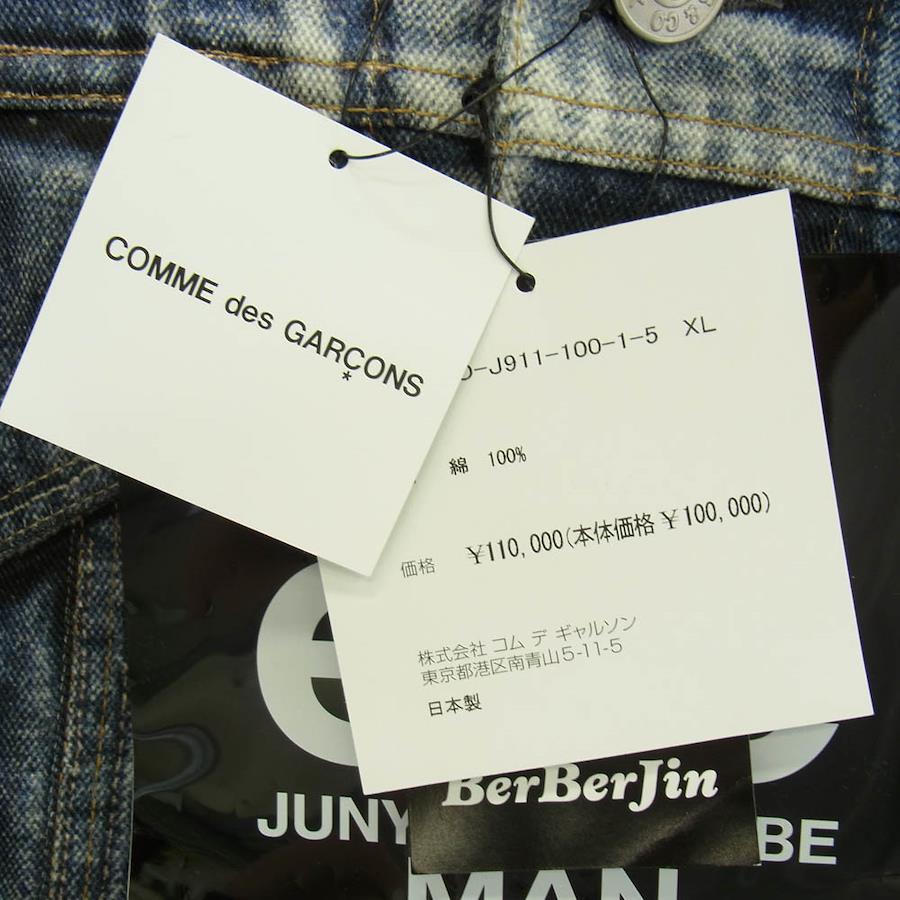 & CO
COMME des GARÇONS
*
-J911-100-1-5 XL
綿 100%
価格 ¥110,000(本体価格 ¥100,000)
株式会社 コム デ ギャルソン
東京都港区南青山5-11-5
日本製
e
BerBerJin
JUNY
BE
MAN